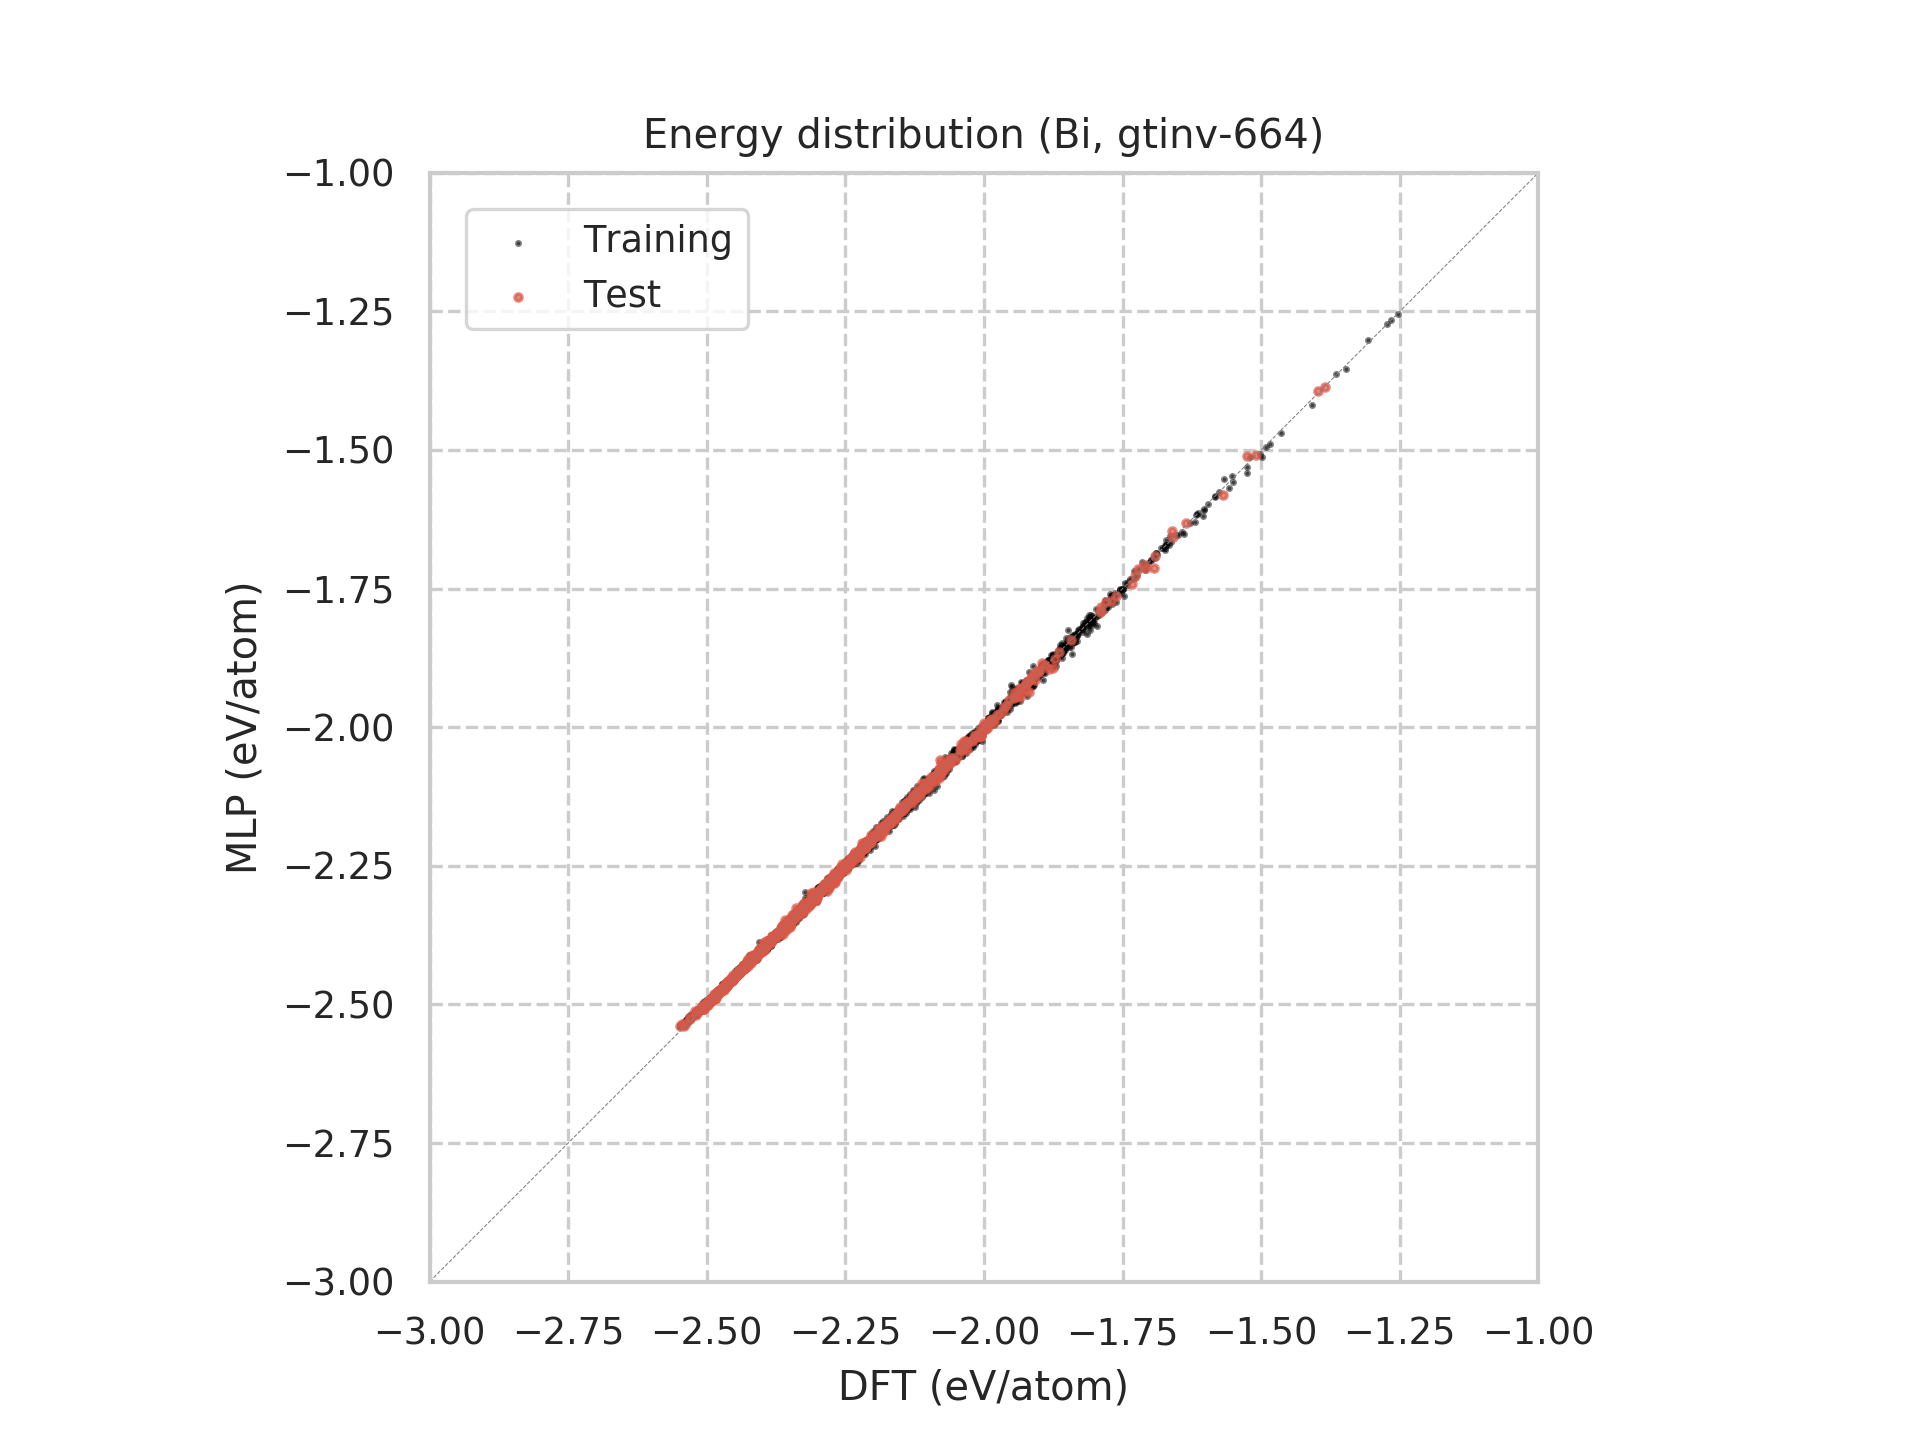 Energy distribution (Bi, gtinv-664)
Training
Test
MLP (eV/atom)
−1.00
−1.25
−1.50
−1.75
−2.00
−2.25
−2.50
−2.75
−3.00
−3.00 −2.75 −2.50 −2.25 −2.00 −1.75 −1.50 −1.25 −1.00
DFT (eV/atom)